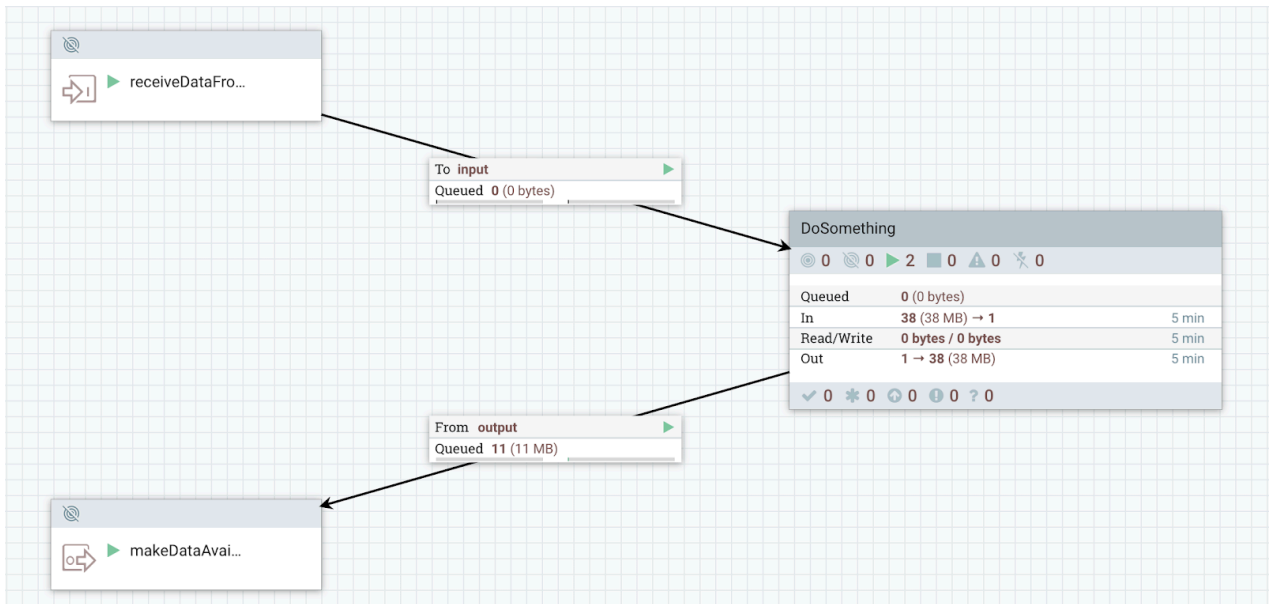 receiveDataFro...
To input
Queued 0 (0 bytes)
DoSomething
0 0 2 0 0 0
Queued 0 (0 bytes)
In 38 (38 MB) → 1 5 min
Read/Write 0 bytes / 0 bytes 5 min
Out 1 → 38 (38 MB) 5 min
0 0 0 0 ? 0
From output
Queued 11 (11 MB)
makeDataAvai...